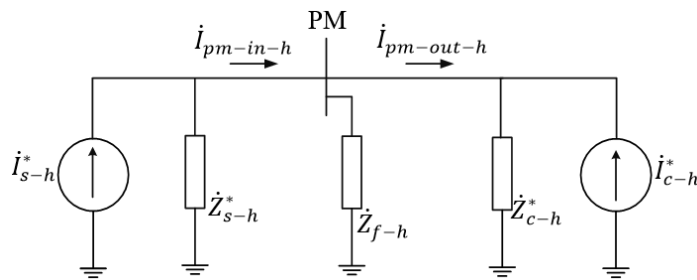 PM
İ_{pm-in-h}
İ_{pm-out-h}
İ*_{s-h}
Ż*_{s-h}
Ż_{f-h}
Ż*_{c-h}
İ*_{c-h}